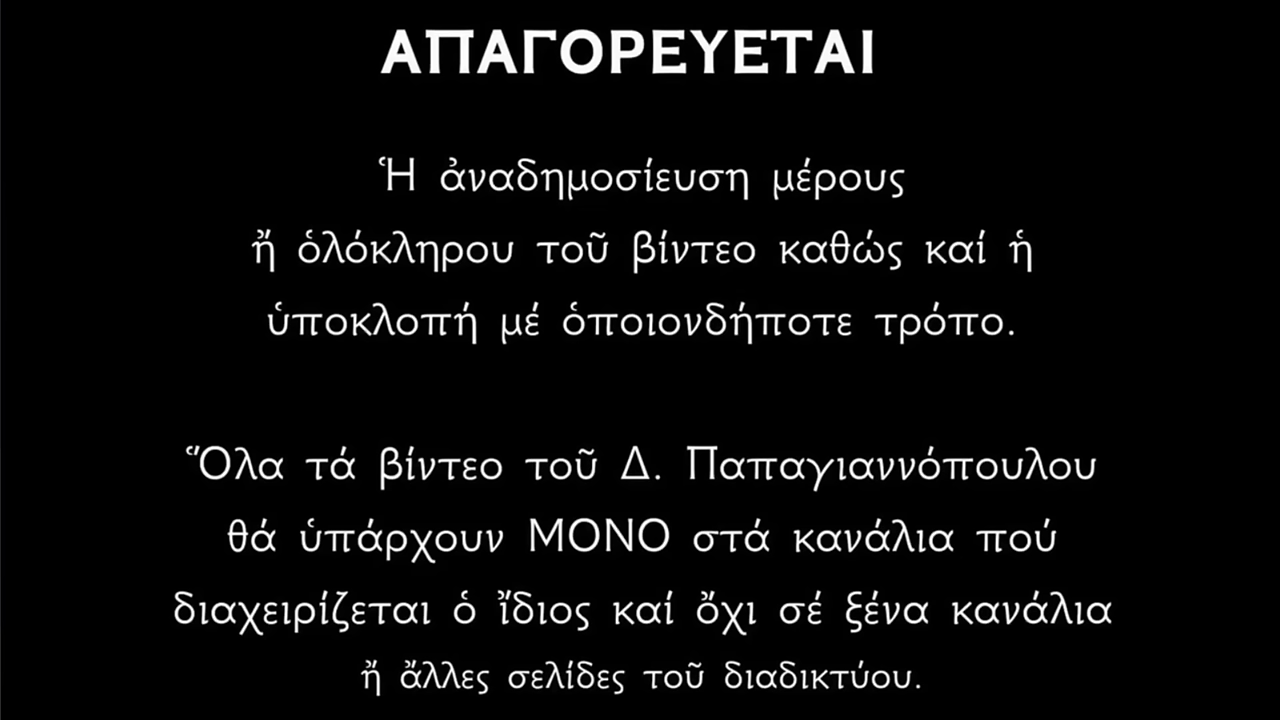 ΑΠΑΓΟΡΕΥΕΤΑΙ
Ἡ ἀναδημοσίευση μέρους
ἤ ὁλόκληρου τοῦ βίντεο καθώς καί ἡ
ὑποκλοπή μέ ὁποιονδήποτε τρόπο.
Ὅλα τά βίντεο τοῦ Δ. Παπαγιαννόπουλου
θά ὑπάρχουν ΜΟΝΟ στά κανάλια πού
διαχειρίζεται ὁ ἴδιος καί ὄχι σέ ξένα κανάλια
ἤ ἄλλες σελίδες τοῦ διαδικτύου.